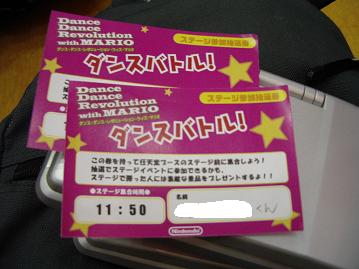 Dance
Dance
Revolution
with MARIO
ダンス・ダンス・レボリューション・ウィズ・マリオ
ステージ参加抽選券
ダンスバトル!
Dance
Dance
Revolution
with MARIO
ダンス・ダンス・レボリューション・ウィズ・マリオ
ステージ参加抽選券
ダンスバトル!
この券を持って任天堂ブースのステージ前に集合しよう!
抽選でステージイベントに参加できるかも。
ステージで踊った人には素敵な景品をプレゼントするよ!!
●ステージ集合時間●
11:50
名前
くん
Nintendo